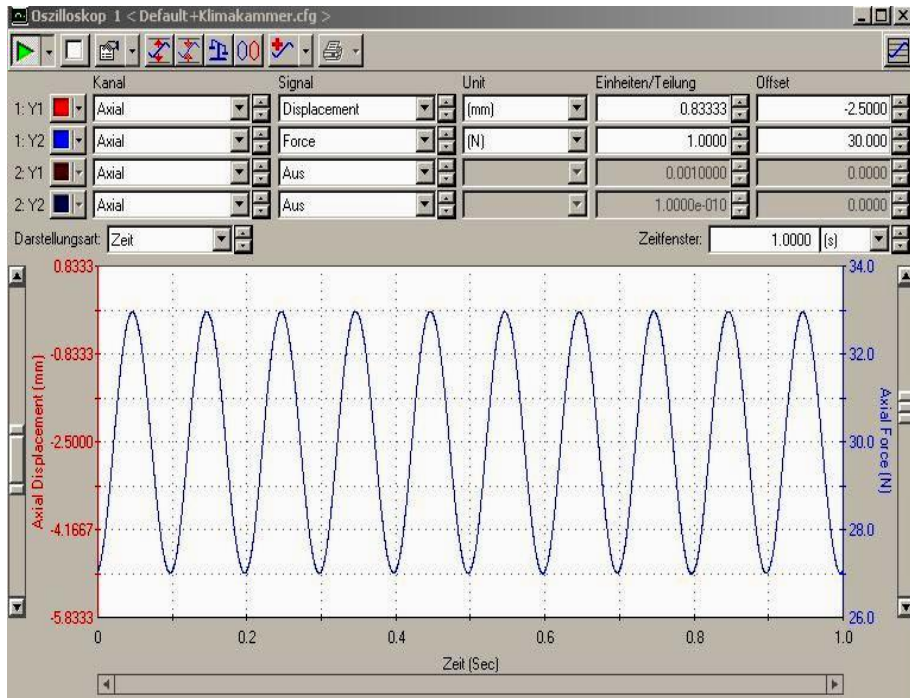 Oszilloskop 1 < Default+Klimakammer.cfg >
Kanal Signal Unit Einheiten/Teilung Offset
1: Y1 Axial Displacement (mm) 0.83333 -2.5000
1: Y2 Axial Force (N) 1.0000 30.000
2: Y1 Axial Aus 0.0010000 0.0000
2: Y2 Axial Aus 1.0000e-010 0.0000
Darstellungsart: Zeit Zeitfenster: 1.0000 (s)
0.8333 34.0
-0.8333 32.0
-2.5000 30.0
-4.1667 28.0
-5.8333 26.0
Axial Displacement (mm)
Axial Force (N)
0 0.2 0.4 0.6 0.8 1.0
Zeit (Sec)